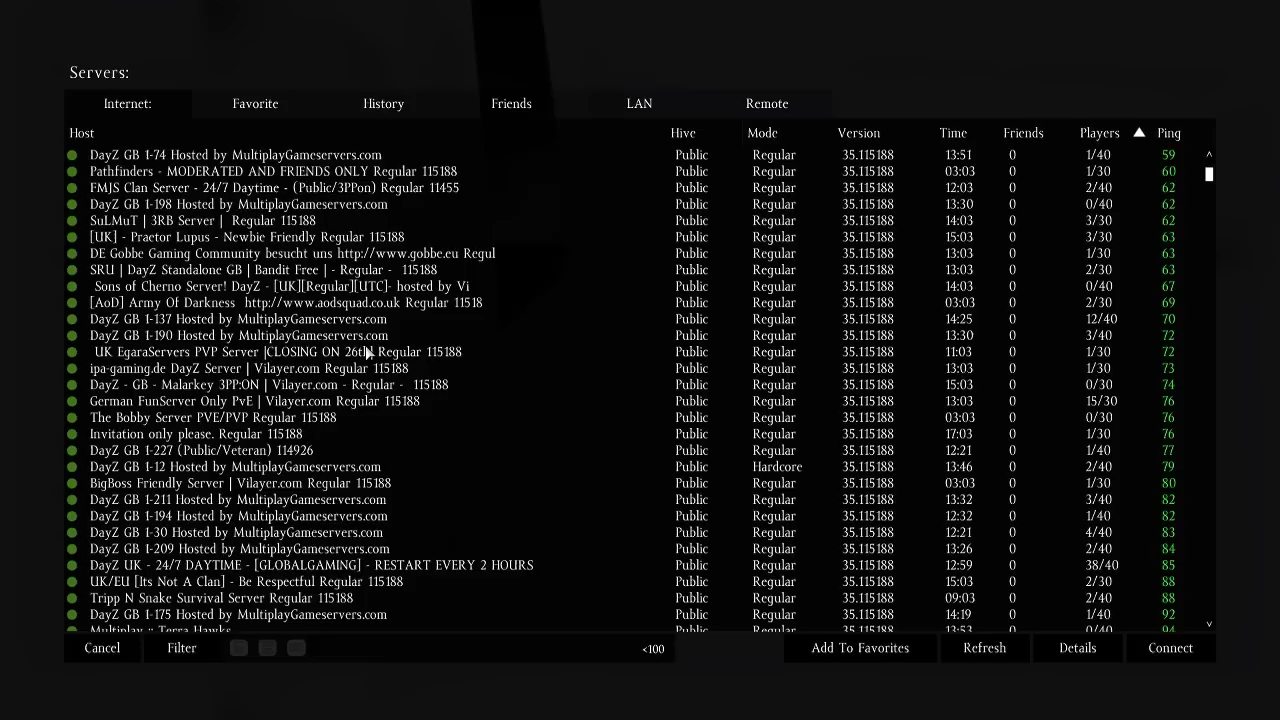 Servers:
Internet: Favorite History Friends LAN Remote
Host Hive Mode Version Time Friends Players Ping
DayZ GB 1-74 Hosted by MultiplayGameservers.com Public Regular 35.115188 13:51 0 1/40 59
Pathfinders - MODERATED AND FRIENDS ONLY Regular 115188 Public Regular 35.115188 03:03 0 1/30 60
FMJS Clan Server - 24/7 Daytime - (Public/3PPon) Regular 11455 Public Regular 35.115188 12:03 0 2/40 62
DayZ GB 1-198 Hosted by MultiplayGameservers.com Public Regular 35.115188 13:30 0 0/40 62
SuLMuT | 3RB Server | Regular 115188 Public Regular 35.115188 14:03 0 3/30 62
[UK] - Praetor Lupus - Newbie Friendly Regular 115188 Public Regular 35.115188 15:03 0 3/30 63
DE Gobbe Gaming Community besucht uns http://www.gobbe.eu Regul Public Regular 35.115188 13:03 0 1/30 63
SRU | DayZ Standalone GB | Bandit Free | - Regular - 115188 Public Regular 35.115188 13:03 0 2/30 63
Sons of Cherno Server! DayZ - [UK][Regular][UTC]- hosted by Vi Public Regular 35.115188 14:03 0 0/40 67
[AoD] Army Of Darkness http://www.aodsquad.co.uk Regular 11518 Public Regular 35.115188 03:03 0 2/30 69
DayZ GB 1-137 Hosted by MultiplayGameservers.com Public Regular 35.115188 14:25 0 12/40 70
DayZ GB 1-190 Hosted by MultiplayGameservers.com Public Regular 35.115188 13:30 0 3/40 72
UK EgaraServers PVP Server |CLOSING ON 26th| Regular 115188 Public Regular 35.115188 11:03 0 1/30 72
ipa-gaming.de DayZ Server | Vilayer.com Regular 115188 Public Regular 35.115188 13:03 0 1/30 73
DayZ - GB - Malarkey 3PP:ON | Vilayer.com - Regular - 115188 Public Regular 35.115188 15:03 0 0/30 74
German FunServer Only PvE | Vilayer.com Regular 115188 Public Regular 35.115188 13:03 0 15/30 76
The Bobby Server PVE/PVP Regular 115188 Public Regular 35.115188 03:03 0 0/30 76
Invitation only please. Regular 115188 Public Regular 35.115188 17:03 0 1/30 76
DayZ GB 1-227 (Public/Veteran) 114926 Public Regular 35.115188 12:21 0 1/40 77
DayZ GB 1-12 Hosted by MultiplayGameservers.com Public Hardcore 35.115188 13:46 0 2/40 79
BigBoss Friendly Server | Vilayer.com Regular 115188 Public Regular 35.115188 03:03 0 1/30 80
DayZ GB 1-211 Hosted by MultiplayGameservers.com Public Regular 35.115188 13:32 0 3/40 82
DayZ GB 1-194 Hosted by MultiplayGameservers.com Public Regular 35.115188 12:32 0 1/40 82
DayZ GB 1-30 Hosted by MultiplayGameservers.com Public Regular 35.115188 12:21 0 4/40 83
DayZ GB 1-209 Hosted by MultiplayGameservers.com Public Regular 35.115188 13:26 0 2/40 84
DayZ UK - 24/7 DAYTIME - [GLOBALGAMING] - RESTART EVERY 2 HOURS Public Regular 35.115188 12:59 0 38/40 85
UK/EU [Its Not A Clan] - Be Respectful Regular 115188 Public Regular 35.115188 15:03 0 2/30 88
Tripp N Snake Survival Server Regular 115188 Public Regular 35.115188 09:03 0 2/40 88
DayZ GB 1-175 Hosted by MultiplayGameservers.com Public Regular 35.115188 14:19 0 1/40 92
Multiplay :: Terra Hawks Public Regular 35.115188 13:53 0 0/40 94
Cancel Filter <100 Add To Favorites Refresh Details Connect